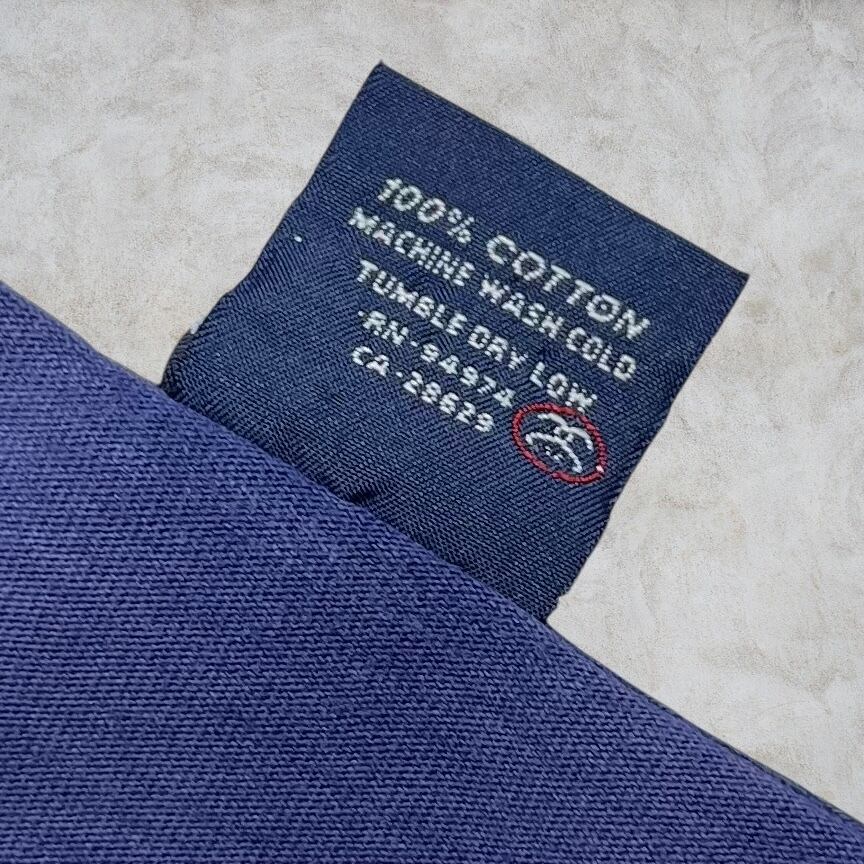 100% COTTON
MACHINE WASH COLD
TUMBLE DRY LOW
RN-94974
CA-28629